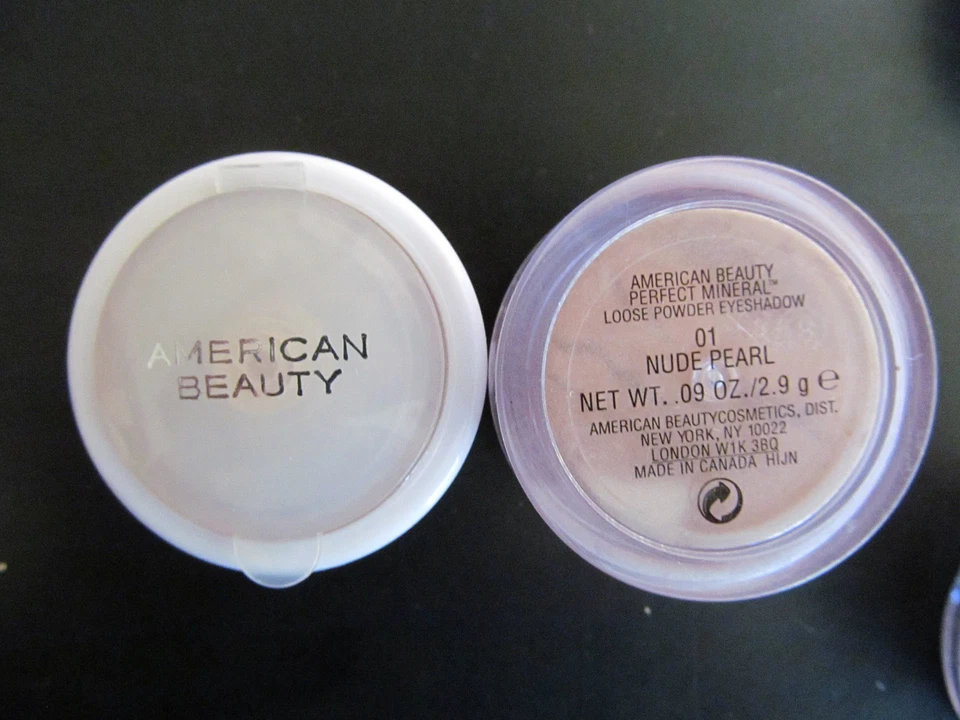 AMERICAN
BEAUTY
AMERICAN BEAUTY
PERFECT MINERAL™
LOOSE POWDER EYESHADOW
01
NUDE PEARL
NET WT. .09 OZ./2.9 g ℮
AMERICAN BEAUTYCOSMETICS, DIST.
NEW YORK, NY 10022
LONDON W1K 3BQ
MADE IN CANADA HIJN